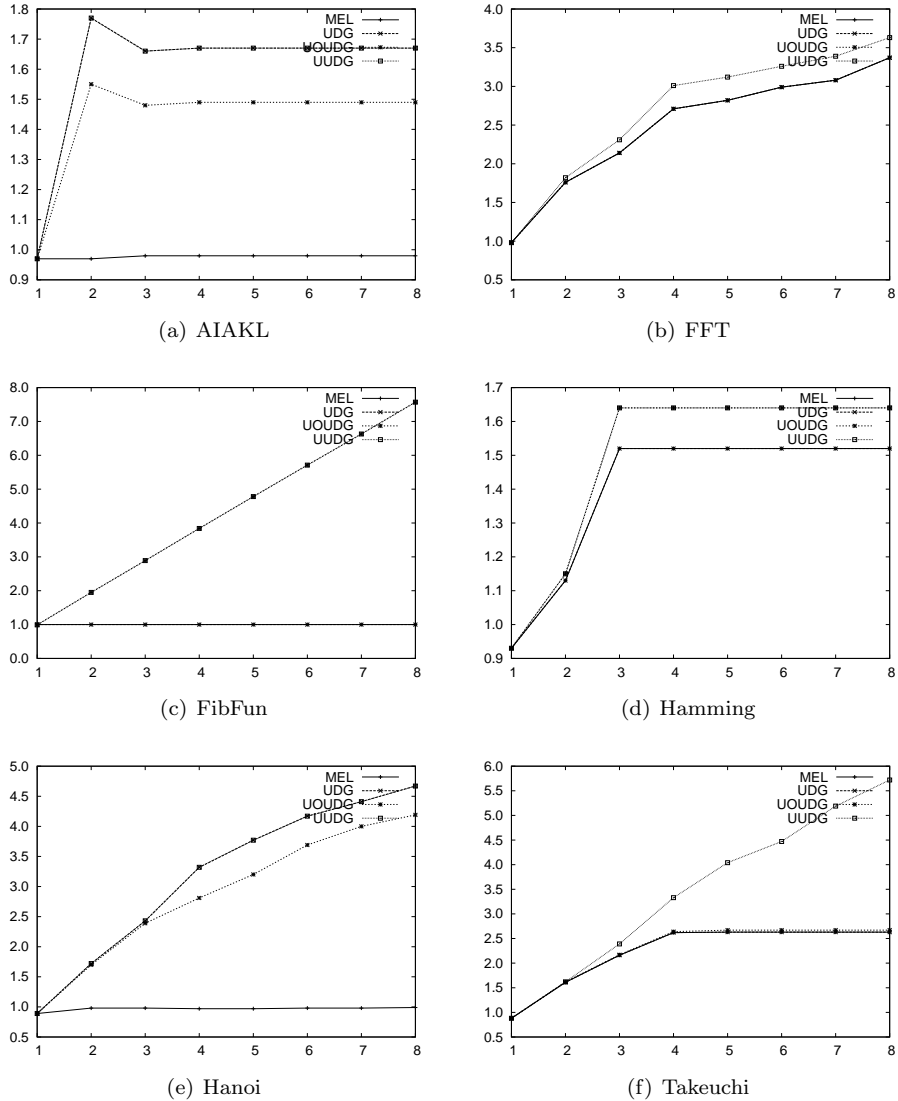 1.8
1.7
1.6
1.5
1.4
1.3
1.2
1.1
1.0
0.9
1 2 3 4 5 6 7 8
MEL
UDG
UOUDG
UUDG
(a) AIAKL
4.0
3.5
3.0
2.5
2.0
1.5
1.0
0.5
1 2 3 4 5 6 7 8
MEL
UDG
UOUDG
UUDG
(b) FFT
8.0
7.0
6.0
5.0
4.0
3.0
2.0
1.0
0.0
1 2 3 4 5 6 7 8
MEL
UDG
UOUDG
UUDG
(c) FibFun
1.7
1.6
1.5
1.4
1.3
1.2
1.1
1.0
0.9
1 2 3 4 5 6 7 8
MEL
UDG
UOUDG
UUDG
(d) Hamming
5.0
4.5
4.0
3.5
3.0
2.5
2.0
1.5
1.0
0.5
1 2 3 4 5 6 7 8
MEL
UDG
UOUDG
UUDG
(e) Hanoi
6.0
5.5
5.0
4.5
4.0
3.5
3.0
2.5
2.0
1.5
1.0
0.5
1 2 3 4 5 6 7 8
MEL
UDG
UOUDG
UUDG
(f) Takeuchi